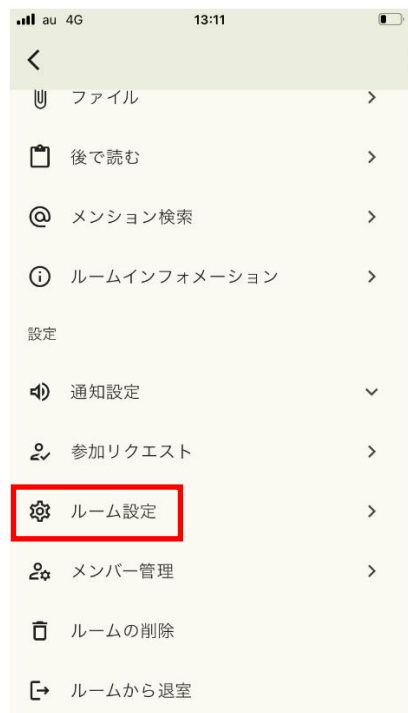 au 4G 13:11
ファイル
後で読む
メンション検索
ルームインフォメーション
設定
通知設定
参加リクエスト
ルーム設定
メンバー管理
ルームの削除
ルームから退室